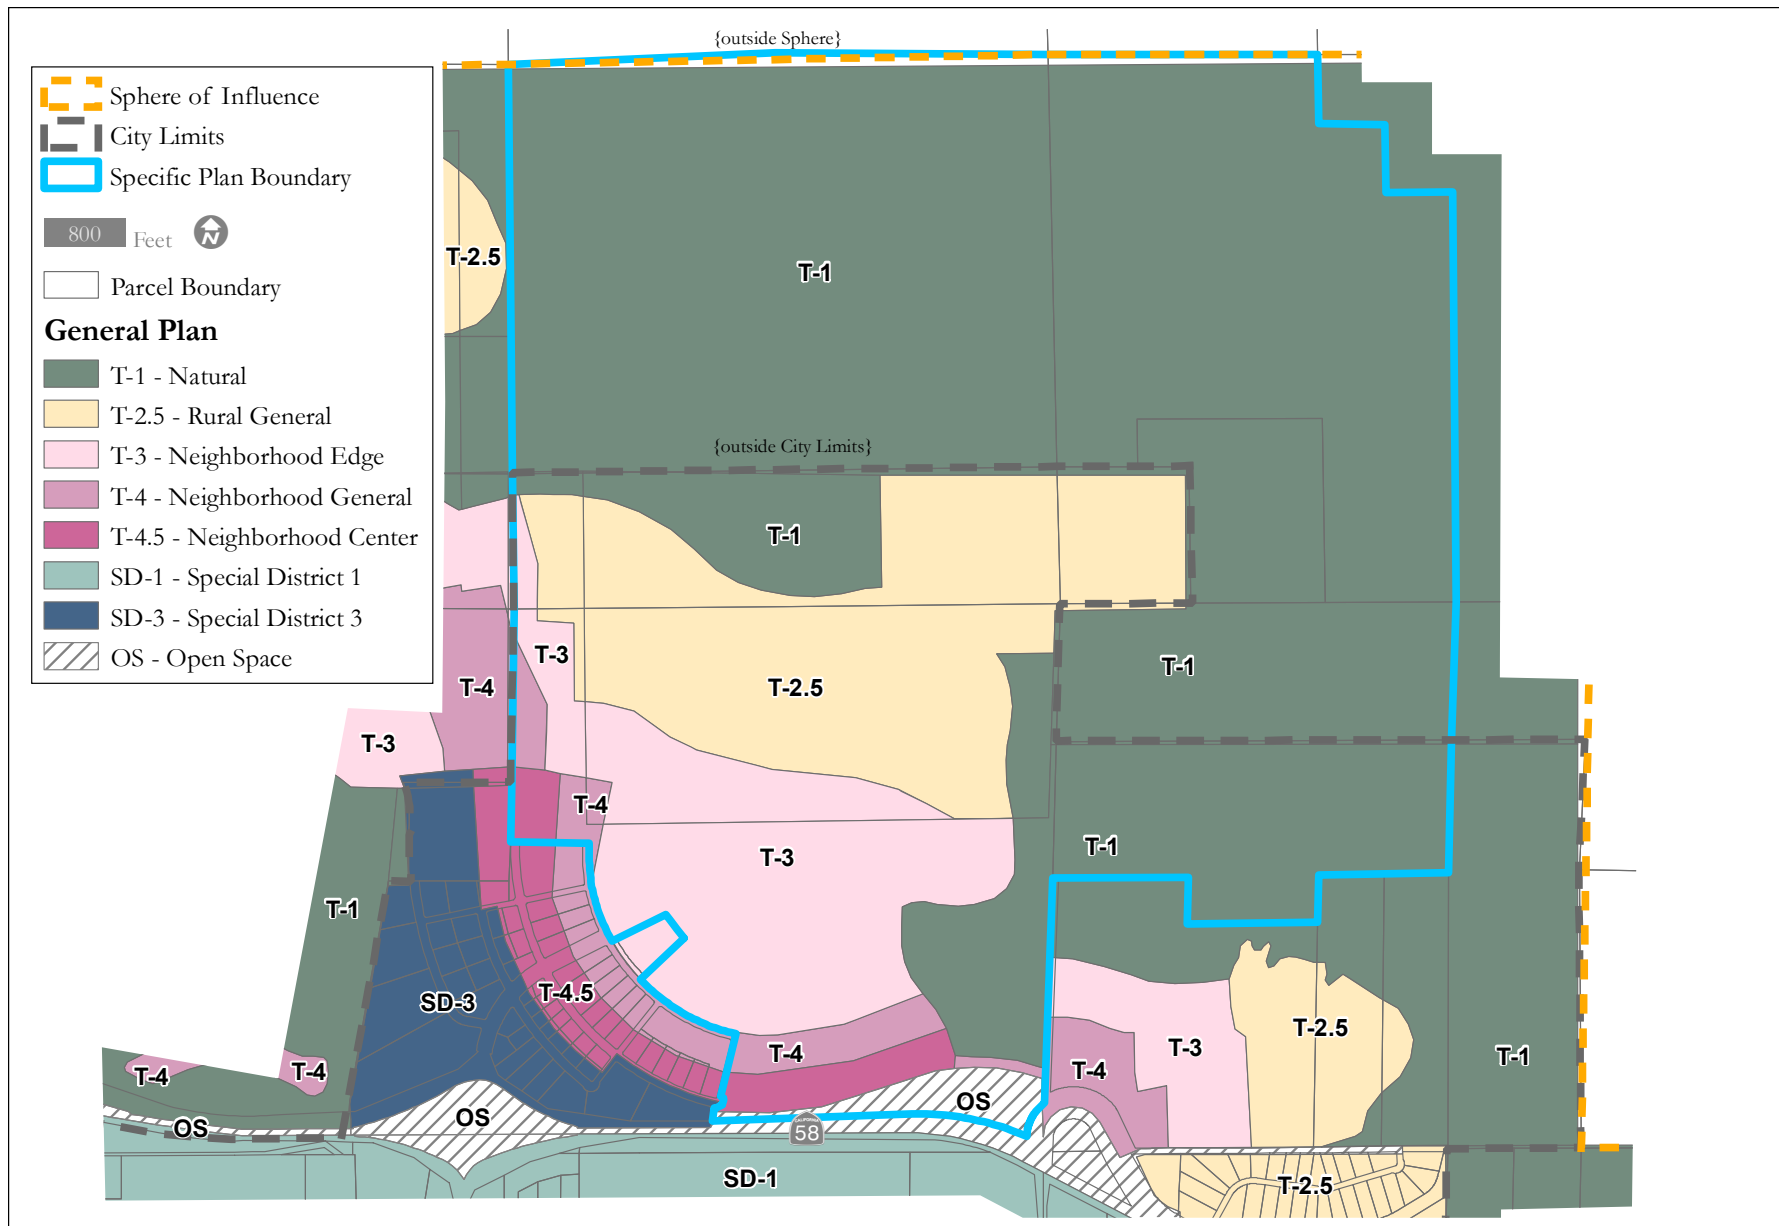 {outside Sphere}
Sphere of Influence
City Limits
Specific Plan Boundary
800 Feet N
Parcel Boundary
General Plan
T-1 - Natural
T-2.5 - Rural General
T-3 - Neighborhood Edge
T-4 - Neighborhood General
T-4.5 - Neighborhood Center
SD-1 - Special District 1
SD-3 - Special District 3
OS - Open Space
T-2.5
T-1
{outside City Limits}
T-1
T-3
T-1
T-4
T-2.5
T-3
T-4
T-1
T-3
T-1
SD-3
T-4.5
T-2.5
T-4
T-3
T-1
T-4
T-4
T-4
OS
OS
OS
CALIFORNIA
58
SD-1
T-2.5